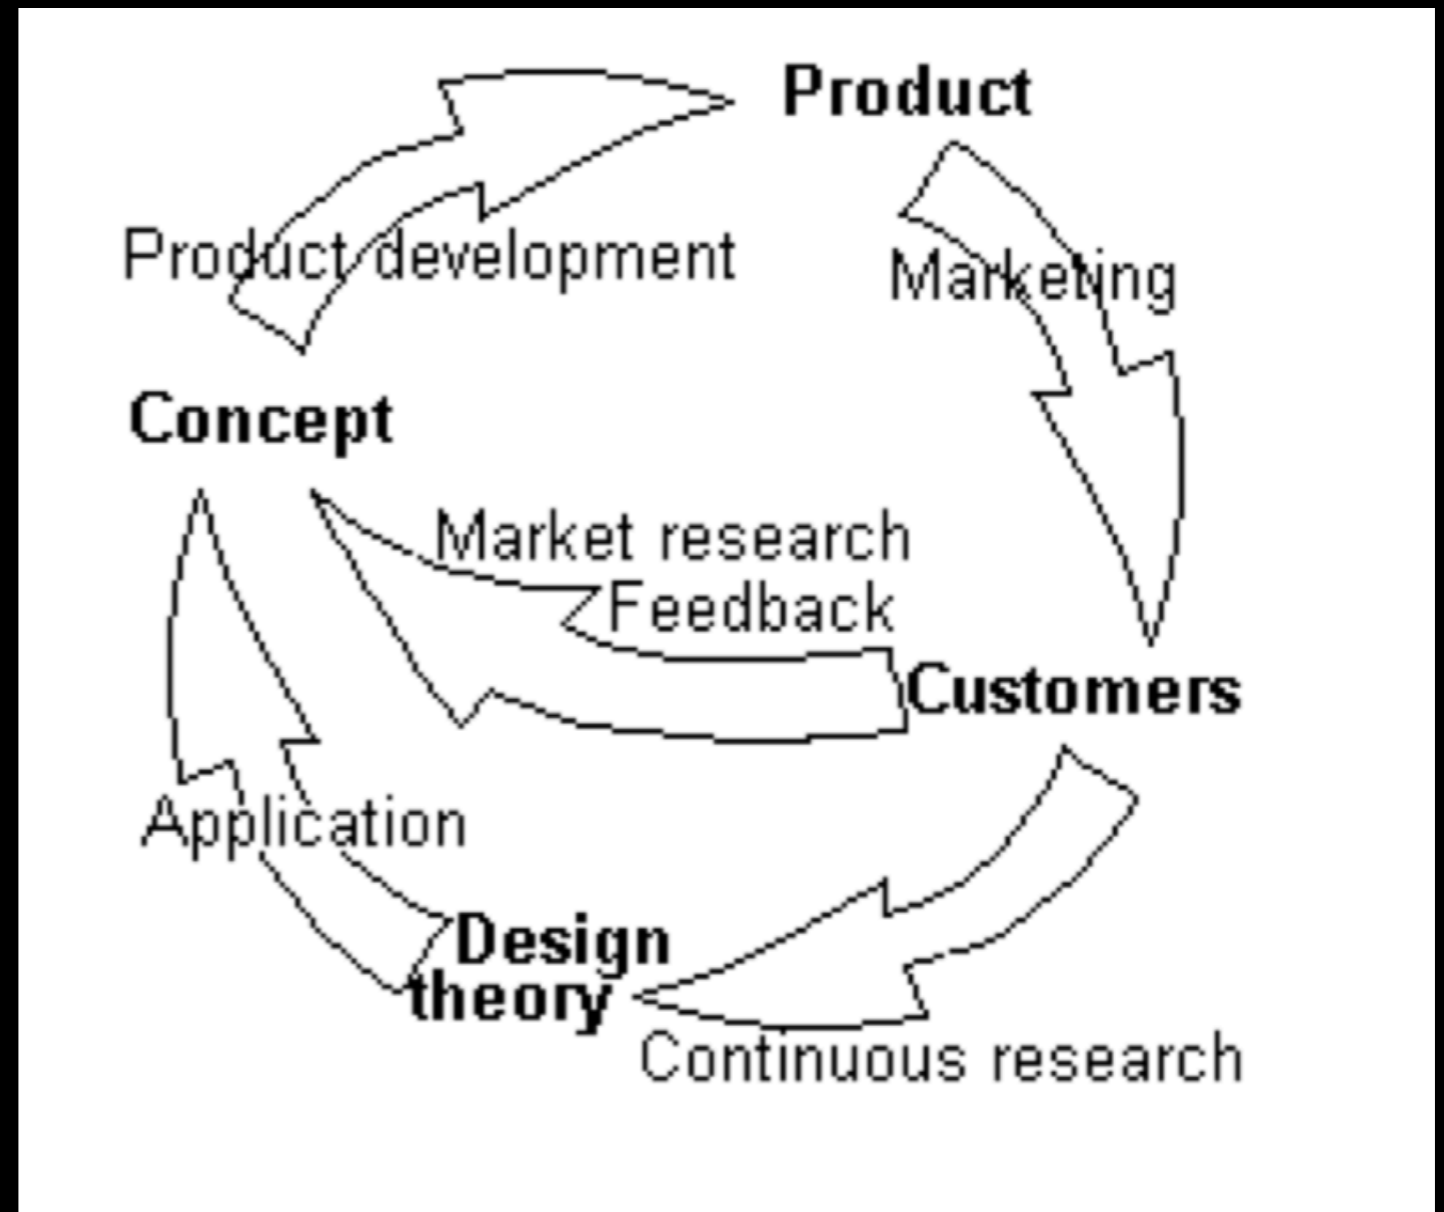 Product
Product development
Marketing
Concept
Market research
Feedback
Customers
Application
Design
theory
Continuous research